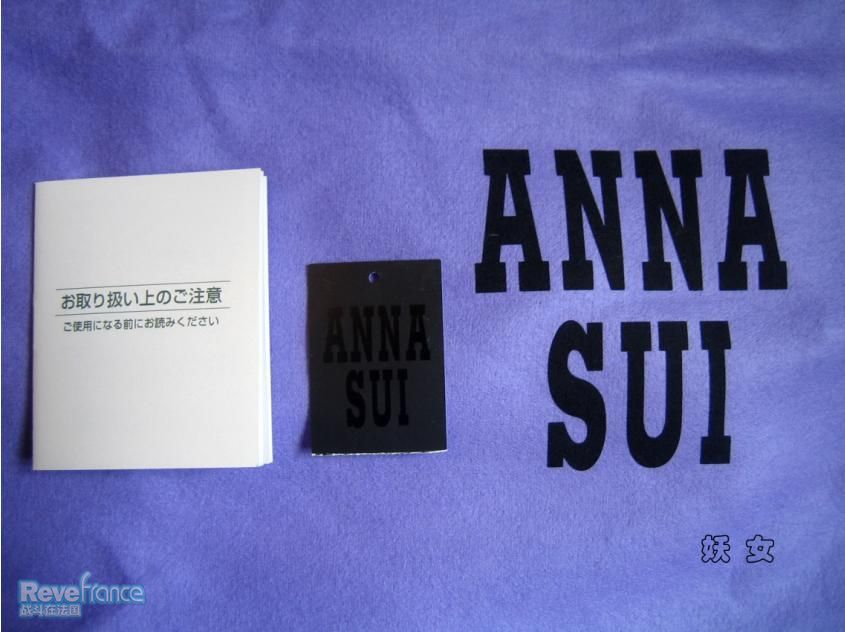 お取り扱い上のご注意
ご使用になる前にお読みください
ANNA
SUI
ANNA
SUI
妖女
Revefrance
战斗在法国